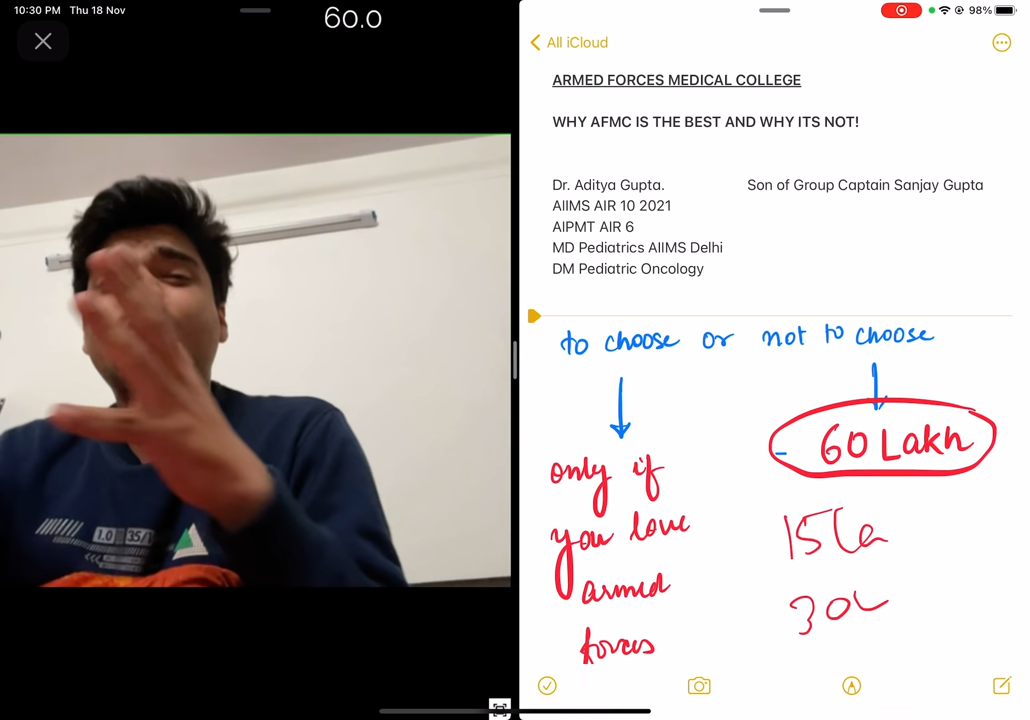 10:30 PM Thu 18 Nov
60.0
98%
All iCloud
ARMED FORCES MEDICAL COLLEGE
WHY AFMC IS THE BEST AND WHY ITS NOT!
Dr. Aditya Gupta. Son of Group Captain Sanjay Gupta
AIIMS AIR 10 2021
AIPMT AIR 6
MD Pediatrics AIIMS Delhi
DM Pediatric Oncology
to choose or not to choose
- 60 Lakh
only if
you love
armed
forces
15La
30L
1.0 35/